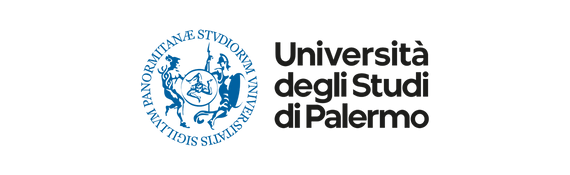 SIGILLVM PANORMITANÆ STVDIORVM VNIVERSITATIS
Università
degli Studi
di Palermo